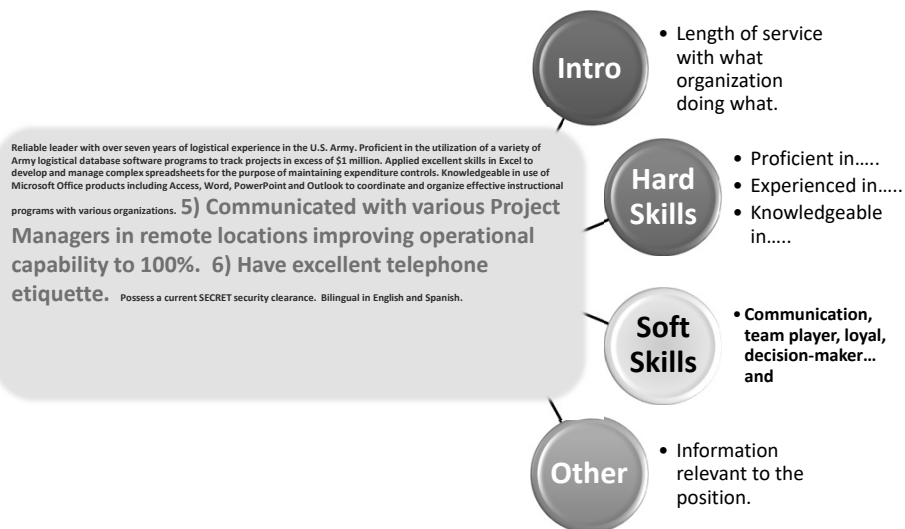 Reliable leader with over seven years of logistical experience in the U.S. Army. Proficient in the utilization of a variety of
Army logistical database software programs to track projects in excess of $1 million. Applied excellent skills in Excel to
develop and manage complex spreadsheets for the purpose of maintaining expenditure controls. Knowledgeable in use of
Microsoft Office products including Access, Word, PowerPoint and Outlook to coordinate and organize effective instructional
programs with various organizations. 5) Communicated with various Project
Managers in remote locations improving operational
capability to 100%. 6) Have excellent telephone
etiquette. Possess a current SECRET security clearance. Bilingual in English and Spanish.
Intro
• Length of service
with what
organization
doing what.
Hard
Skills
• Proficient in…..
• Experienced in…..
• Knowledgeable
in…..
Soft
Skills
• Communication,
team player, loyal,
decision-maker…
and
Other
• Information
relevant to the
position.